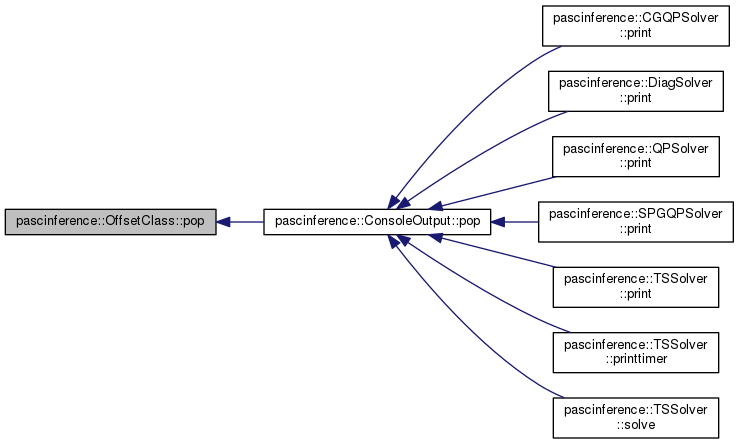 pascinference::CGQPSolver
::print
pascinference::DiagSolver
::print
pascinference::QPSolver
::print
pascinference::OffsetClass::pop
pascinference::ConsoleOutput::pop
pascinference::SPGQPSolver
::print
pascinference::TSSolver
::print
pascinference::TSSolver
::printtimer
pascinference::TSSolver
::solve